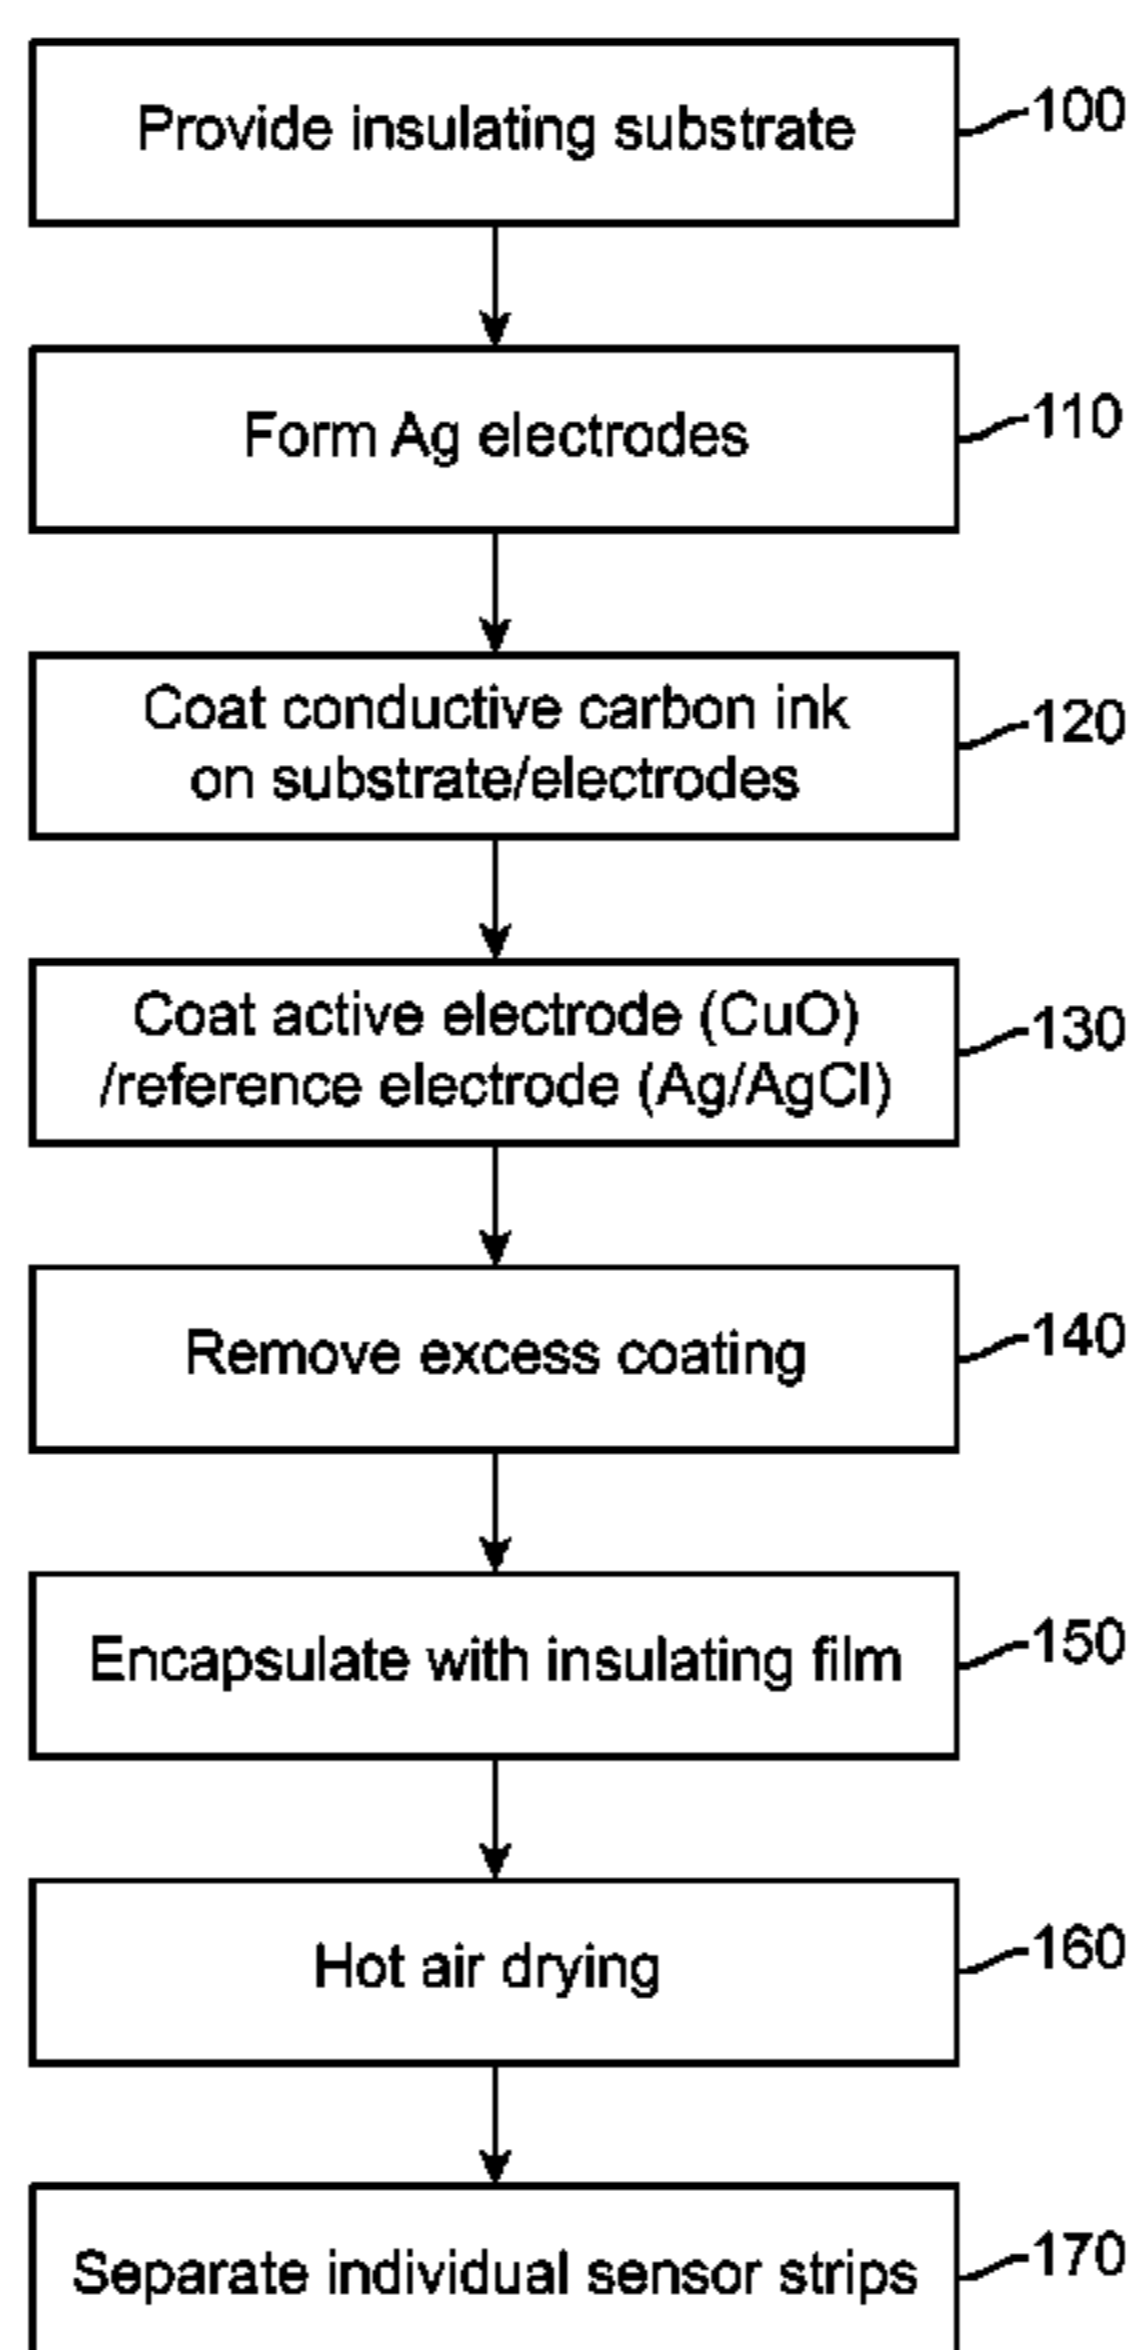 Provide insulating substrate
100
Form Ag electrodes
110
Coat conductive carbon ink
on substrate/electrodes
120
Coat active electrode (CuO)
/reference electrode (Ag/AgCl)
130
Remove excess coating
140
Encapsulate with insulating film
150
Hot air drying
160
Separate individual sensor strips
170